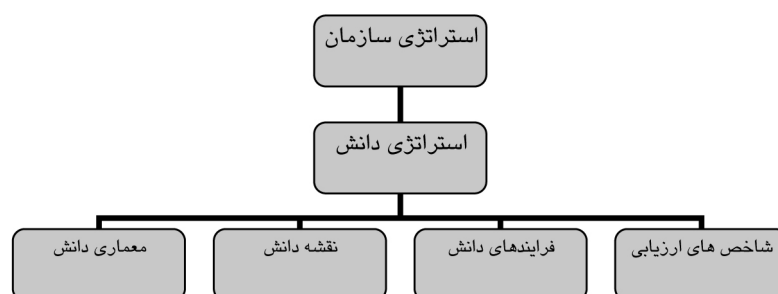 استراتژی سازمان
استراتژی دانش
شاخص های ارزیابی
فرایندهای دانش
نقشه دانش
معماری دانش